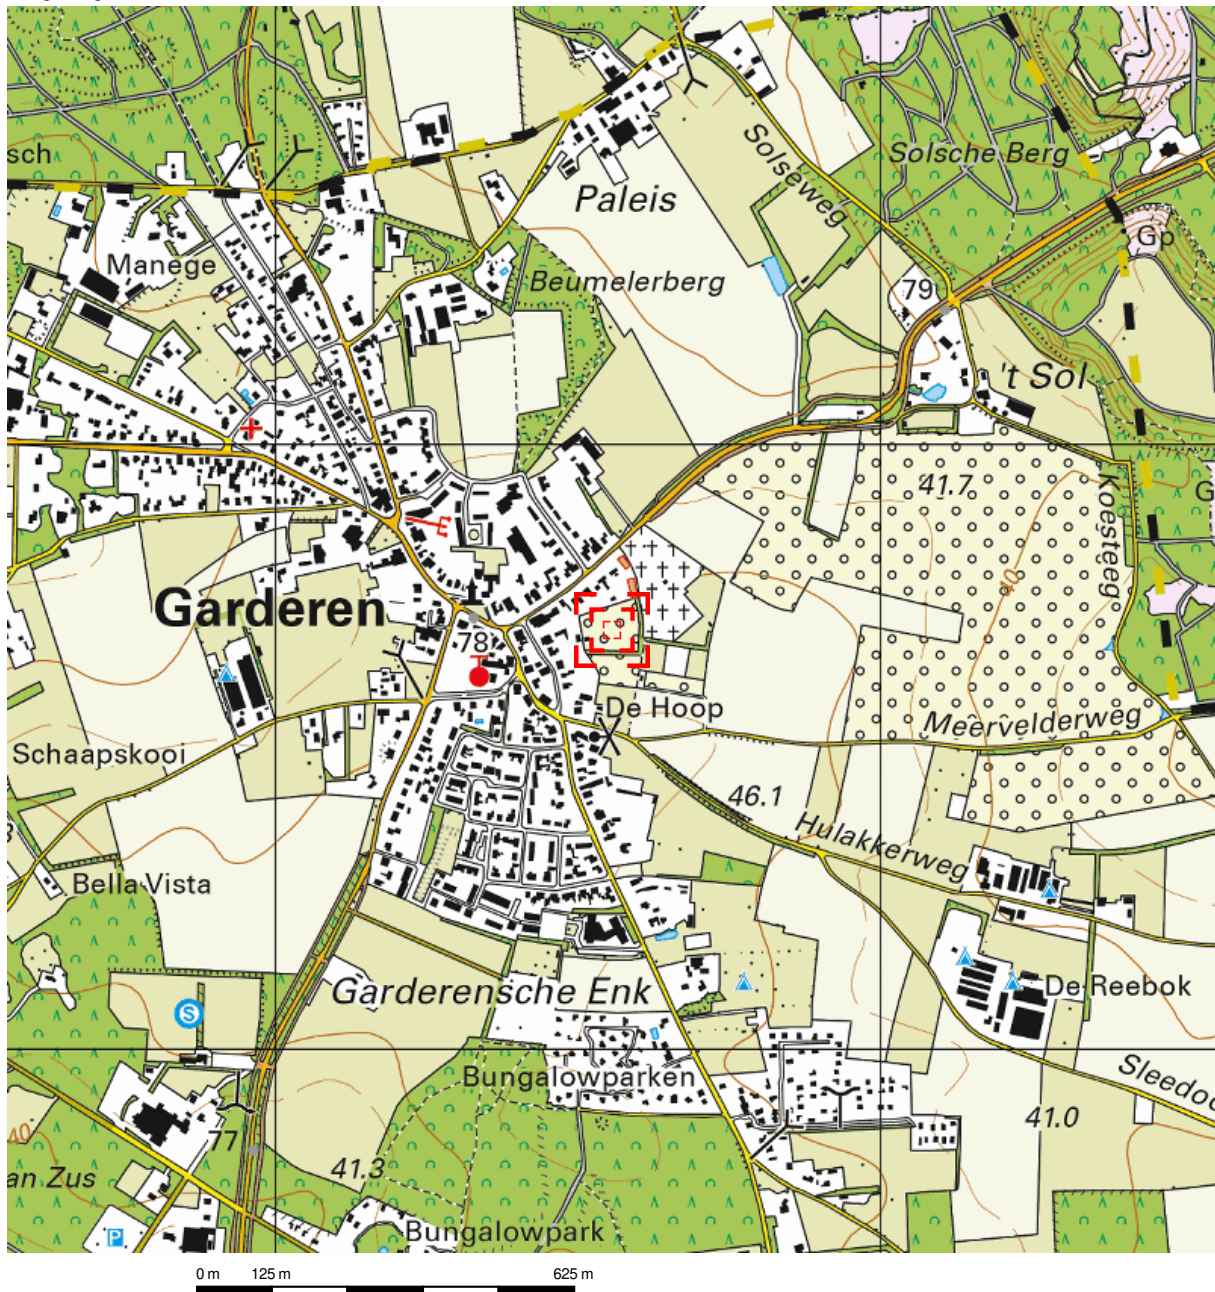 Solseweg
sch
Solsche Berg
Paleis
Gp
Manege
Beumelerberg
79
't Sol
41.7
Koesteeg
G
40
Garderen
78
De Hoop
Meervelderweg
Schaapskooi
46.1
Hulakkerweg
Bella Vista
De Reebok
Garderensche Enk
S
Bungalowparken
Sleedoo
41.0
40
77
41.3
an Zus
Bungalowpark
P
0 m 125 m 625 m